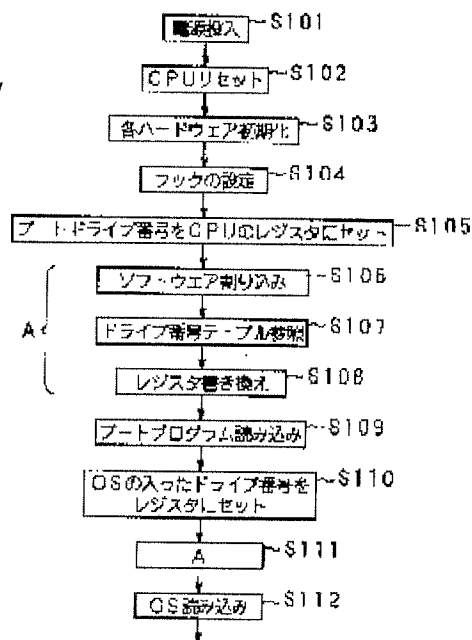 電源投入 S101
CPUリセット S102
各ハードウェア初期化 S103
フックの設定 S104
ブートドライブ番号をCPUのレジスタにセット S105
ソフトウェア割り込み S106
A
ドライブ番号テーブル参照 S107
レジスタ書き換え S108
ブートプログラム読み込み S109
OSの入ったドライブ番号を S110
レジスタにセット
A S111
OS読み込み S112